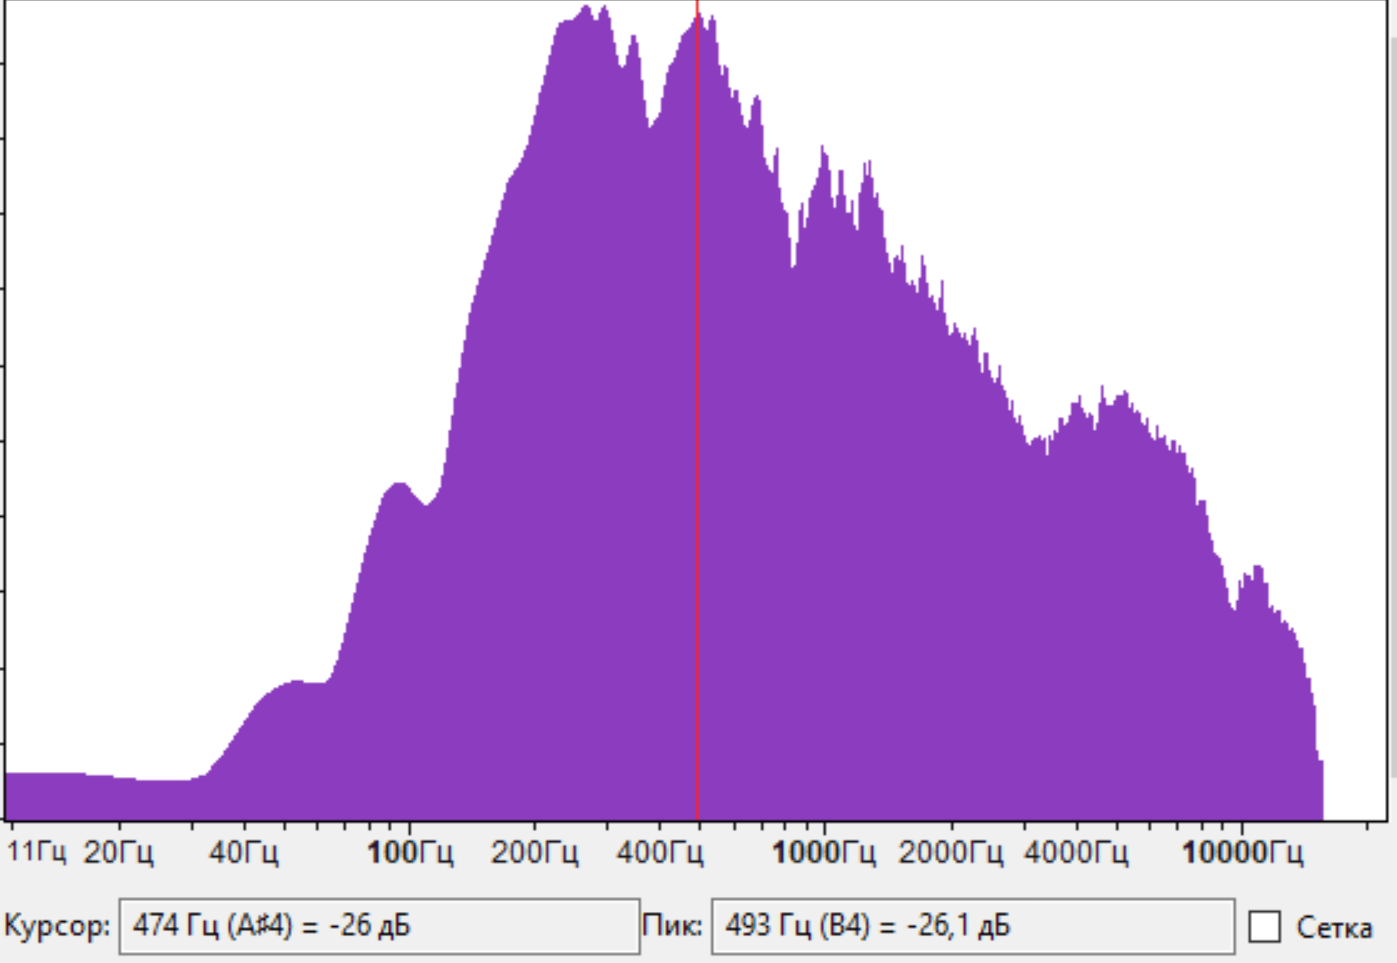 11Гц 20Гц 40Гц 100Гц 200Гц 400Гц 1000Гц 2000Гц 4000Гц 10000Гц
Курсор: 474 Гц (A♯4) = -26 дБ Пик: 493 Гц (B4) = -26,1 дБ Сетка